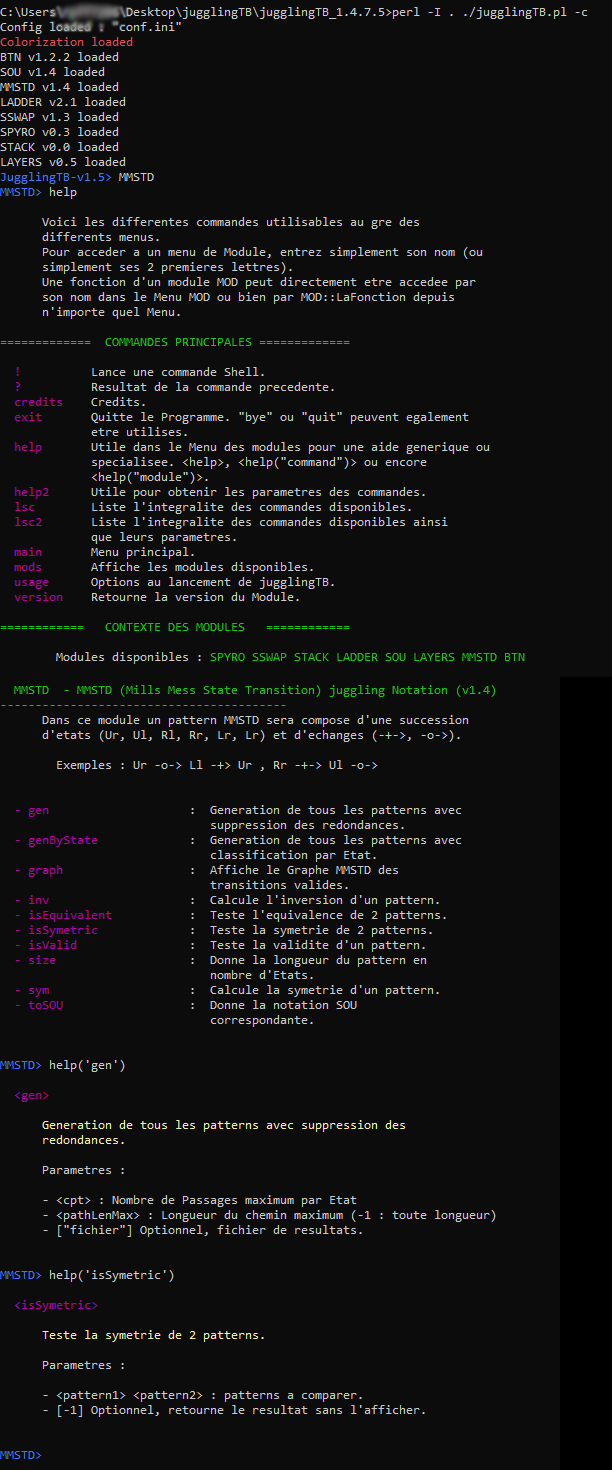 C:\Users\ \Desktop\jugglingTB\jugglingTB_1.4.7.5>perl -I . ./jugglingTB.pl -c
Config loaded : "conf.ini"
Colorization loaded
BTN v1.2.2 loaded
SOU v1.4 loaded
MMSTD v1.4 loaded
LADDER v2.1 loaded
SSWAP v1.3 loaded
SPYRO v0.3 loaded
STACK v0.0 loaded
LAYERS v0.5 loaded
JugglingTB-v1.5> MMSTD
MMSTD> help
Voici les differentes commandes utilisables au gre des
differents menus.
Pour acceder a un menu de Module, entrez simplement son nom (ou
simplement ses 2 premieres lettres).
Une fonction d'un module MOD peut directement etre accedee par
son nom dans le Menu MOD ou bien par MOD::LaFonction depuis
n'importe quel Menu.
============= COMMANDES PRINCIPALES =============
! Lance une commande Shell.
? Resultat de la commande precedente.
credits Credits.
exit Quitte le Programme. "bye" ou "quit" peuvent egalement
etre utilises.
help Utile dans le Menu des modules pour une aide generique ou
specialisee. <help>, <help("command")> ou encore
<help("module")>.
help2 Utile pour obtenir les parametres des commandes.
lsc Liste l'integralite des commandes disponibles.
lsc2 Liste l'integralite des commandes disponibles ainsi
que leurs parametres.
main Menu principal.
mods Affiche les modules disponibles.
usage Options au lancement de jugglingTB.
version Retourne la version du Module.
============ CONTEXTE DES MODULES ============
Modules disponibles : SPYRO SSWAP STACK LADDER SOU LAYERS MMSTD BTN
MMSTD - MMSTD (Mills Mess State Transition) juggling Notation (v1.4)
-----------------------------------------
Dans ce module un pattern MMSTD sera compose d'une succession
d'etats (Ur, Ul, Rl, Rr, Lr, Lr) et d'echanges (-+->, -o->).
Exemples : Ur -o-> Ll -+> Ur , Rr -+-> Ul -o->
- gen : Generation de tous les patterns avec
suppression des redondances.
- genByState : Generation de tous les patterns avec
classification par Etat.
- graph : Affiche le Graphe MMSTD des
transitions valides.
- inv : Calcule l'inversion d'un pattern.
- isEquivalent : Teste l'equivalence de 2 patterns.
- isSymetric : Teste la symetrie de 2 patterns.
- isValid : Teste la validite d'un pattern.
- size : Donne la longueur du pattern en
nombre d'Etats.
- sym : Calcule la symetrie d'un pattern.
- toSOU : Donne la notation SOU
correspondante.
MMSTD> help('gen')
<gen>
Generation de tous les patterns avec suppression des
redondances.
Parametres :
- <cpt> : Nombre de Passages maximum par Etat
- <pathLenMax> : Longueur du chemin maximum (-1 : toute longueur)
- ["fichier"] Optionnel, fichier de resultats.
MMSTD> help('isSymetric')
<isSymetric>
Teste la symetrie de 2 patterns.
Parametres :
- <pattern1> <pattern2> : patterns a comparer.
- [-1] Optionnel, retourne le resultat sans l'afficher.
MMSTD>